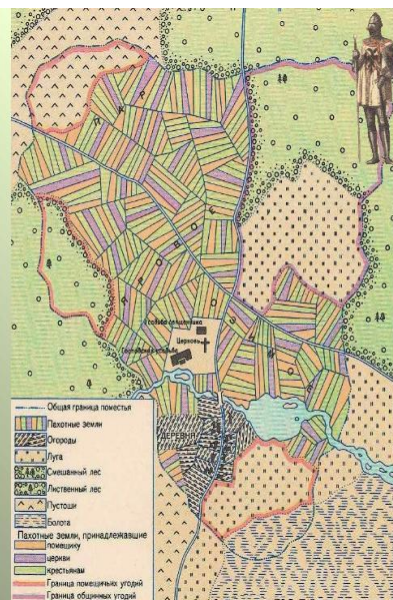 Церковь
ДЕРЕВНЯ
Общая граница поместья
Пахотные земли
Огороды
Луга
Смешанный лес
Лиственный лес
Пустоши
Болота
Пахотные земли, принадлежавшие
помещику
церкви
крестьянам
Граница помещичьих угодий
Граница общинных угодий